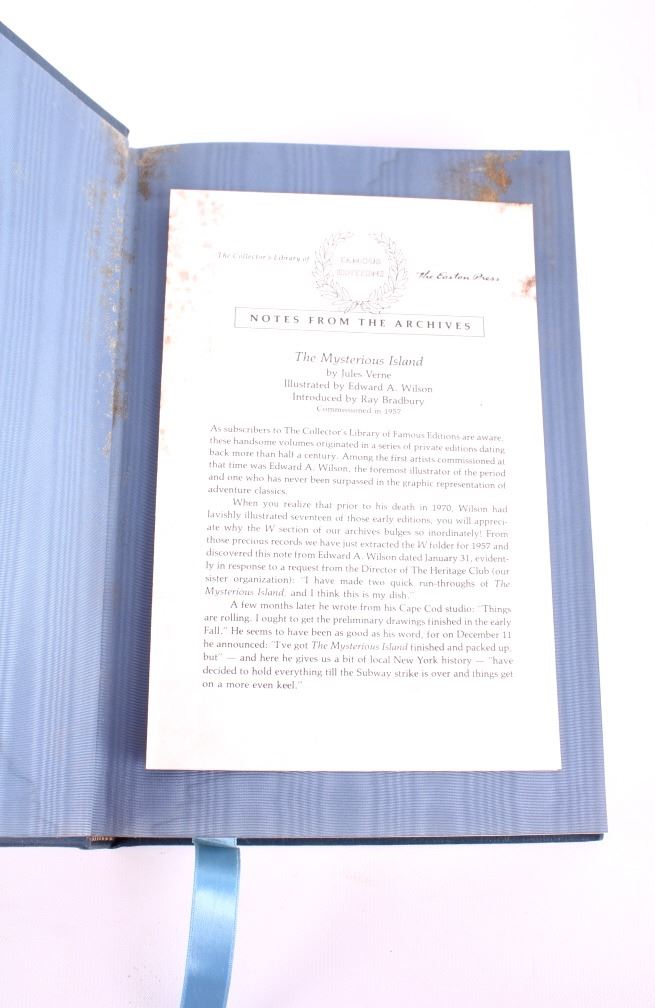 The Collector's Library of
FAMOUS
EDITIONS
The Easton Press
NOTES FROM THE ARCHIVES
The Mysterious Island
by Jules Verne
Illustrated by Edward A. Wilson
Introduced by Ray Bradbury
Commissioned in 1957
As subscribers to The Collector's Library of Famous Editions are aware,
these handsome volumes originated in a series of private editions dating
back more than half a century. Among the first artists commissioned at
that time was Edward A. Wilson, the foremost illustrator of the period
and one who has never been surpassed in the graphic representation of
adventure classics.
When you realize that prior to his death in 1970, Wilson had
lavishly illustrated seventeen of those early editions, you will appreci-
ate why the W section of our archives bulges so inordinately! From
those precious records we have just extracted the W folder for 1957 and
discovered this note from Edward A. Wilson dated January 31, evident-
ly in response to a request from the Director of The Heritage Club (our
sister organization): "I have made two quick run-throughs of The
Mysterious Island, and I think this is my dish."
A few months later he wrote from his Cape Cod studio: "Things
are rolling. I ought to get the preliminary drawings finished in the early
Fall." He seems to have been as good as his word, for on December 11
he announced: "I've got The Mysterious Island finished and packed up,
but" — and here he gives us a bit of local New York history — "have
decided to hold everything till the Subway strike is over and things get
on a more even keel."